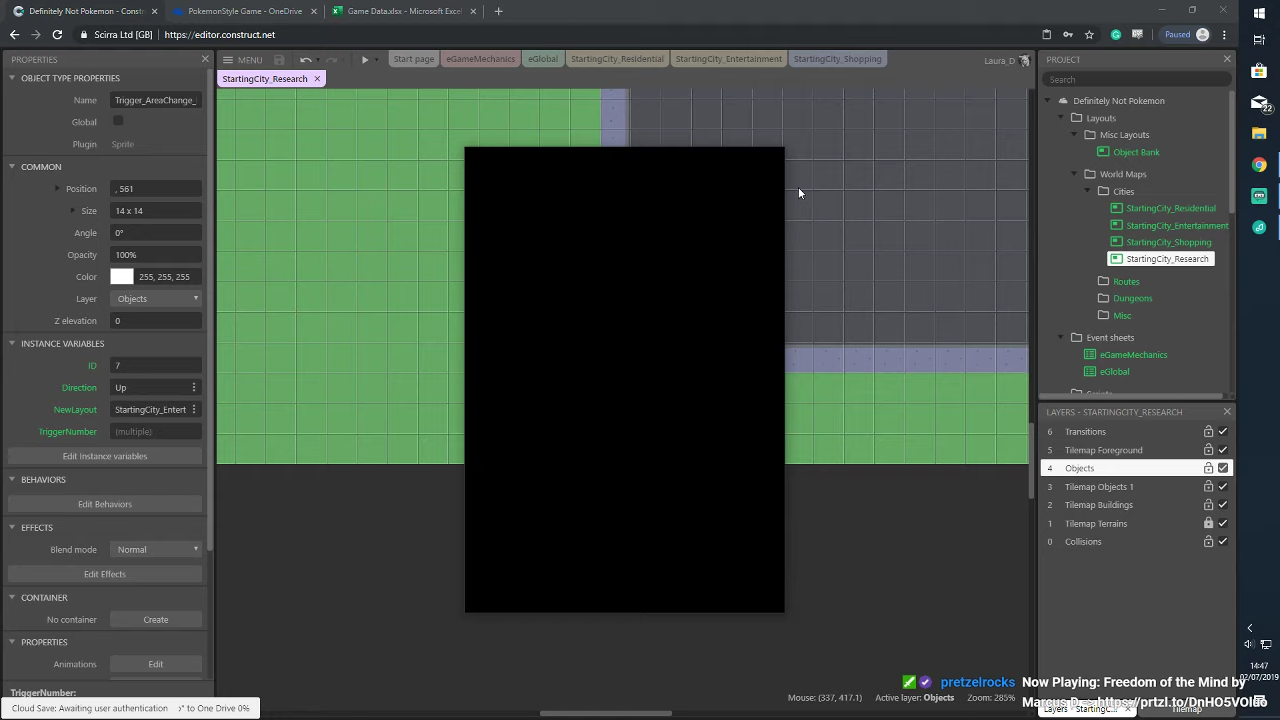 Definitely Not Pokemon - Constr
PokemonStyle Game - OneDrive
Game Data.xlsx - Microsoft Excel
Scirra Ltd [GB] | https://editor.construct.net
Paused
PROPERTIES
MENU
Start page
eGameMechanics
eGlobal
StartingCity_Residential
StartingCity_Entertainment
StartingCity_Shopping
Laura_D
PROJECT
StartingCity_Research
OBJECT TYPE PROPERTIES
Name Trigger_AreaChange_
Global
Plugin Sprite
COMMON
Position , 561
Size 14 x 14
Angle 0°
Opacity 100%
Color 255, 255, 255
Layer Objects
Z elevation 0
INSTANCE VARIABLES
ID 7
Direction Up
NewLayout StartingCity_Entert
TriggerNumber (multiple)
Edit Instance variables
BEHAVIORS
Edit Behaviors
EFFECTS
Blend mode Normal
Edit Effects
CONTAINER
No container Create
PROPERTIES
Animations Edit
TriggerNumber:
Cloud Save: Awaiting user authentication
to One Drive 0%
Search
Definitely Not Pokemon
Layouts
Misc Layouts
Object Bank
World Maps
Cities
StartingCity_Residential
StartingCity_Entertainment
StartingCity_Shopping
StartingCity_Research
Routes
Dungeons
Misc
Event sheets
eGameMechanics
eGlobal
LAYERS - STARTINGCITY_RESEARCH
6 Transitions
5 Tilemap Foreground
4 Objects
3 Tilemap Objects 1
2 Tilemap Buildings
1 Tilemap Terrains
0 Collisions
22
14:47
pretzelrocks Now Playing: Freedom of the Mind by
Mouse: (337, 417.1) Active layer: Objects Zoom: 285%
Layers - StartingC
Tilemap